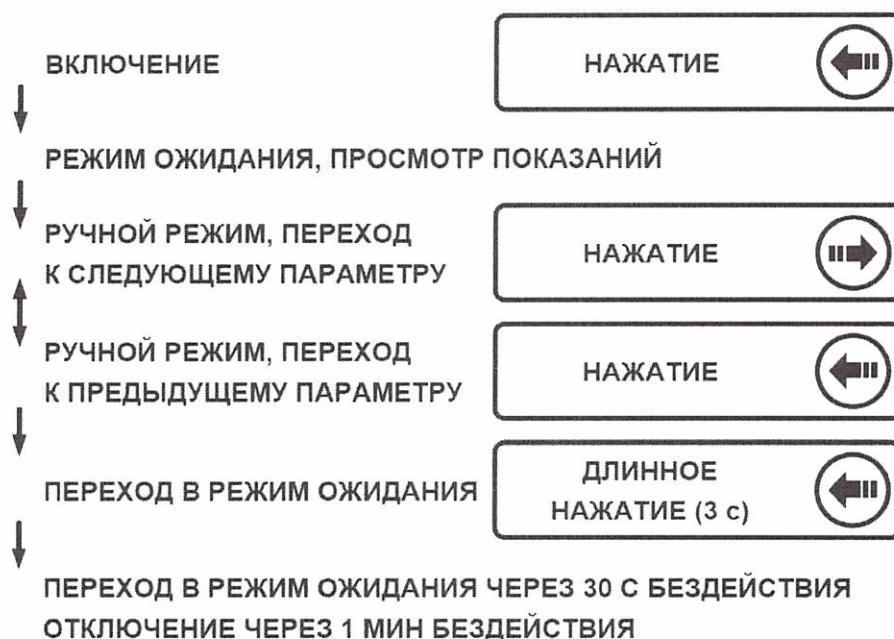 ВКЛЮЧЕНИЕ
НАЖАТИЕ
РЕЖИМ ОЖИДАНИЯ, ПРОСМОТР ПОКАЗАНИЙ
РУЧНОЙ РЕЖИМ, ПЕРЕХОД
К СЛЕДУЮЩЕМУ ПАРАМЕТРУ
НАЖАТИЕ
РУЧНОЙ РЕЖИМ, ПЕРЕХОД
К ПРЕДЫДУЩЕМУ ПАРАМЕТРУ
НАЖАТИЕ
ПЕРЕХОД В РЕЖИМ ОЖИДАНИЯ
ДЛИННОЕ
НАЖАТИЕ (3 с)
ПЕРЕХОД В РЕЖИМ ОЖИДАНИЯ ЧЕРЕЗ 30 С БЕЗДЕЙСТВИЯ
ОТКЛЮЧЕНИЕ ЧЕРЕЗ 1 МИН БЕЗДЕЙСТВИЯ